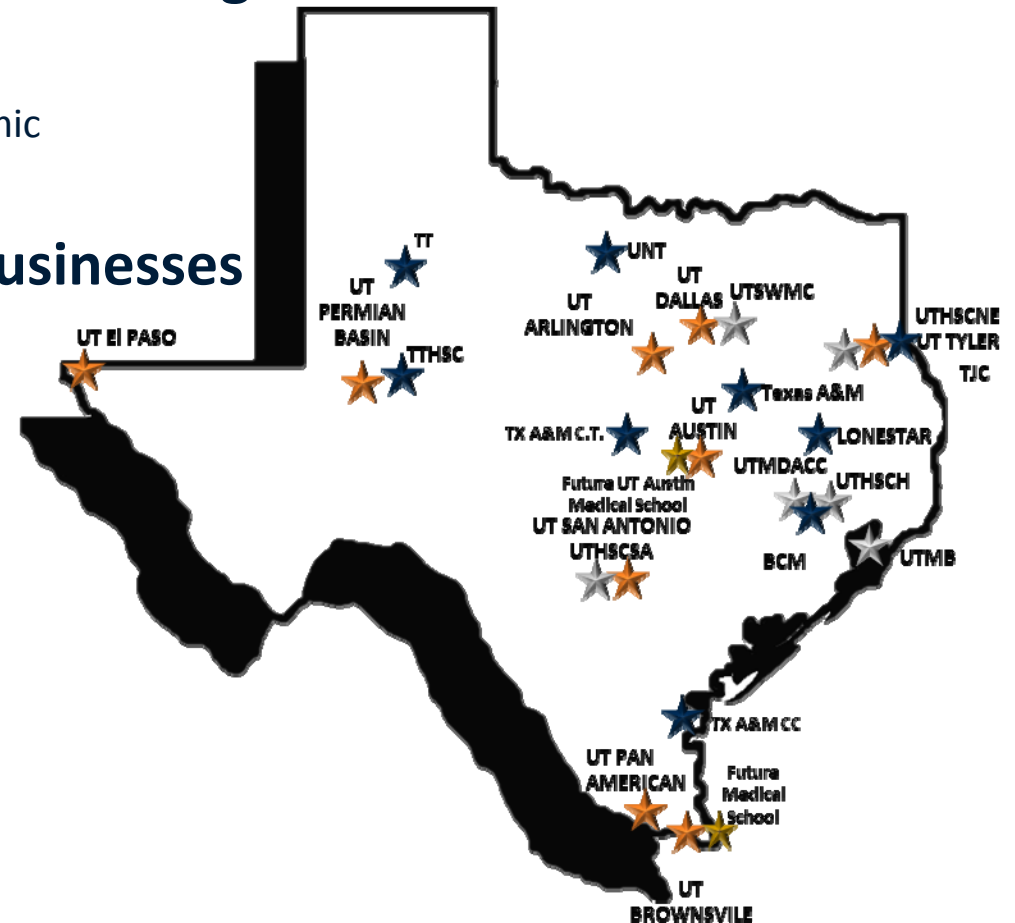 g
nic
usinesses
TT
UNT
UT
PERMIAN
BASIN
UT
DALLAS
UTSWMC
UT
ARLINGTON
UTHSCNE
UT TYLER
TJC
UT El PASO
TTHSC
Texas A&M
UT
AUSTIN
TX A&M C.T.
LONESTAR
UTMDACC
UTHSCH
Future UT Austin
Medical School
UT SAN ANTONIO
UTHSCSA
BCM
UTMB
TX A&M CC
UT PAN
AMERICAN
Future
Medical
School
UT
BROWNSVILE